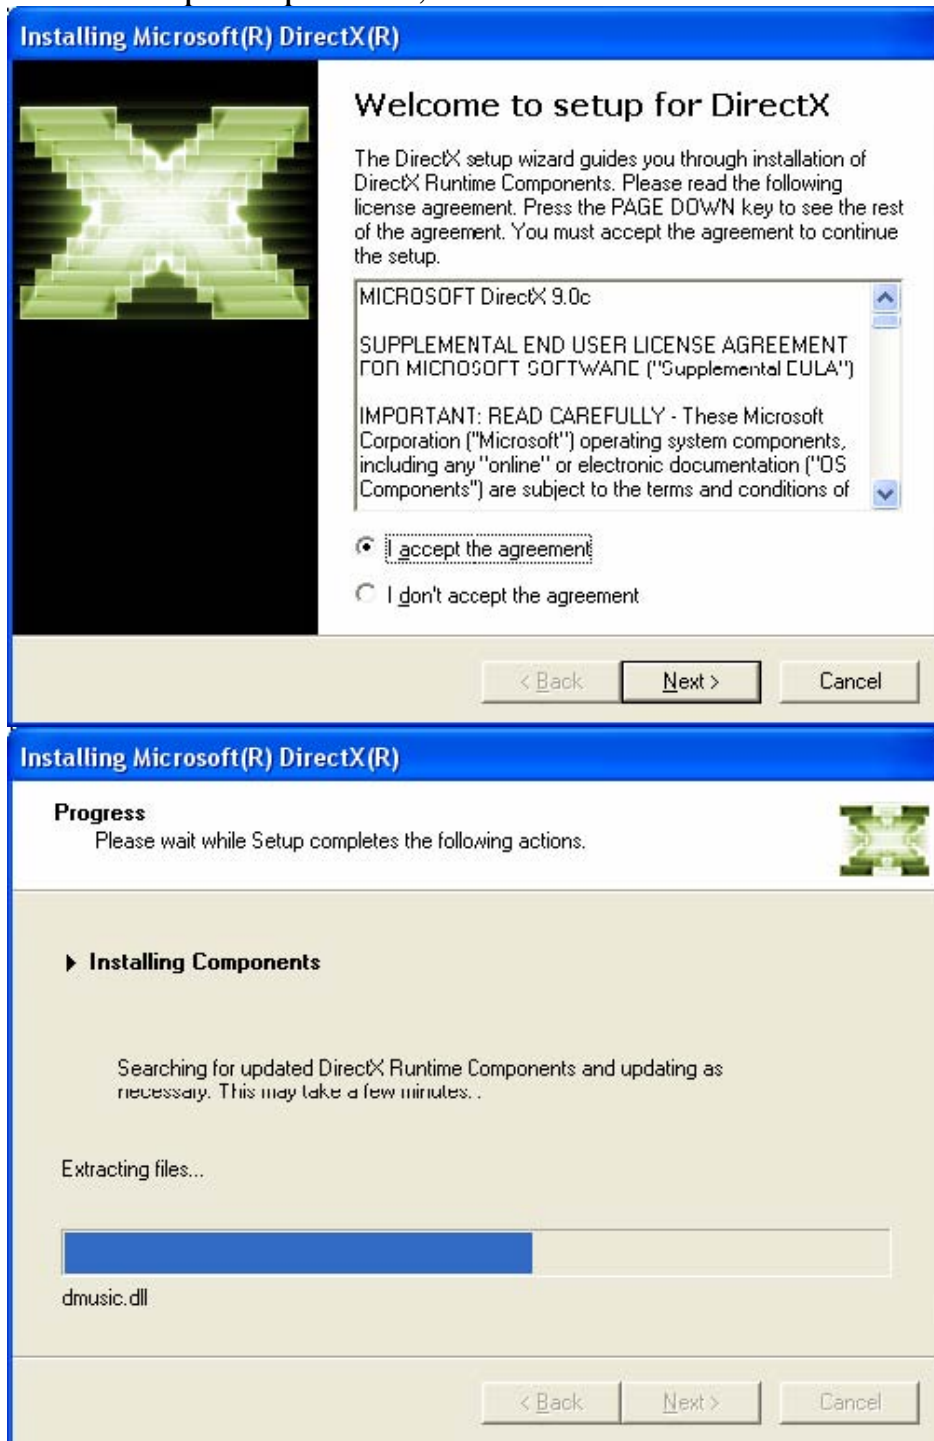 Installing Microsoft(R) DirectX(R)
Welcome to setup for DirectX
The DirectX setup wizard guides you through installation of
DirectX Runtime Components. Please read the following
license agreement. Press the PAGE DOWN key to see the rest
of the agreement. You must accept the agreement to continue
the setup.
MICROSOFT DirectX 9.0c
SUPPLEMENTAL END USER LICENSE AGREEMENT
FOR MICROSOFT SOFTWARE ("Supplemental EULA")
IMPORTANT: READ CAREFULLY - These Microsoft
Corporation ("Microsoft") operating system components,
including any "online" or electronic documentation ("OS
Components") are subject to the terms and conditions of
I accept the agreement
I don't accept the agreement
< Back Next > Cancel
Installing Microsoft(R) DirectX(R)
Progress
Please wait while Setup completes the following actions.
Installing Components
Searching for updated DirectX Runtime Components and updating as
necessary. This may take a few minutes. .
Extracting files...
dmusic.dll
< Back Next > Cancel